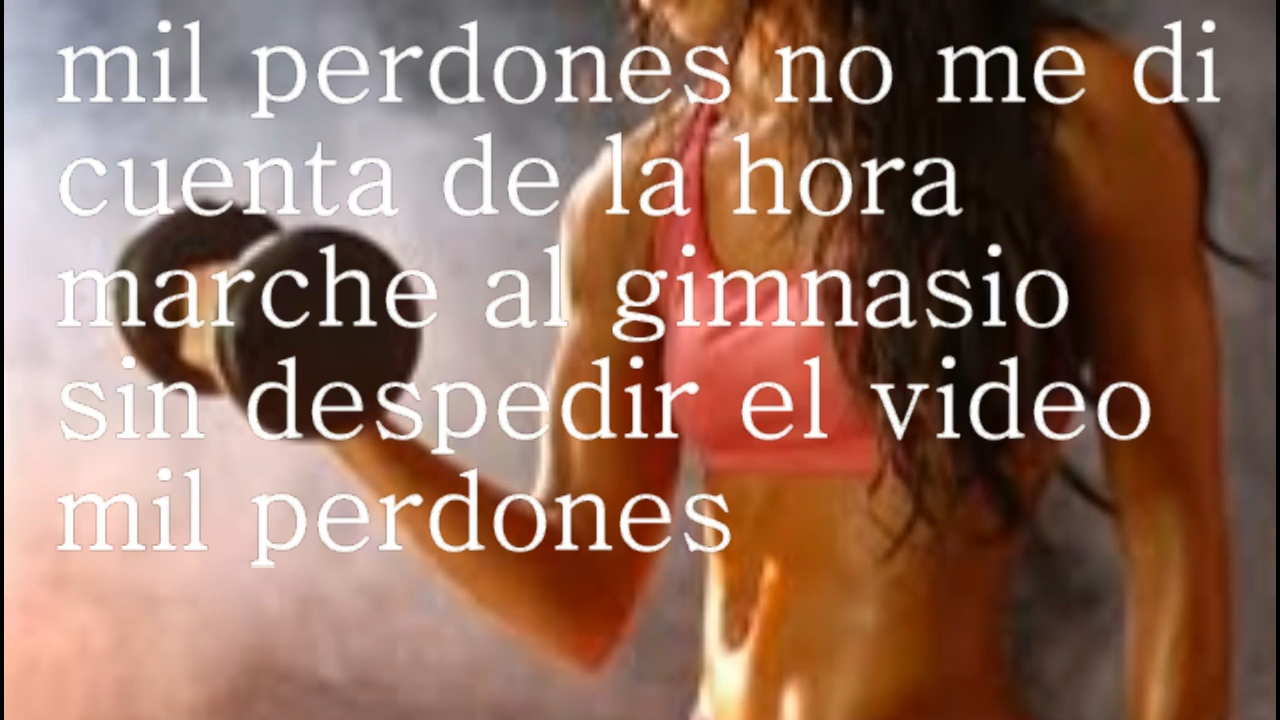 mil perdones no me di
cuenta de la hora
marche al gimnasio
sin despedir el video
mil perdones